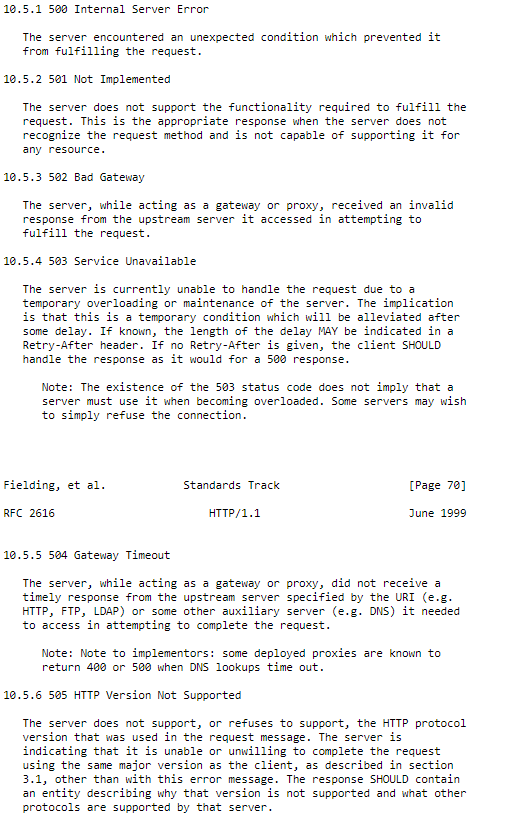 10.5.1 500 Internal Server Error
The server encountered an unexpected condition which prevented it
from fulfilling the request.
10.5.2 501 Not Implemented
The server does not support the functionality required to fulfill the
request. This is the appropriate response when the server does not
recognize the request method and is not capable of supporting it for
any resource.
10.5.3 502 Bad Gateway
The server, while acting as a gateway or proxy, received an invalid
response from the upstream server it accessed in attempting to
fulfill the request.
10.5.4 503 Service Unavailable
The server is currently unable to handle the request due to a
temporary overloading or maintenance of the server. The implication
is that this is a temporary condition which will be alleviated after
some delay. If known, the length of the delay MAY be indicated in a
Retry-After header. If no Retry-After is given, the client SHOULD
handle the response as it would for a 500 response.
Note: The existence of the 503 status code does not imply that a
server must use it when becoming overloaded. Some servers may wish
to simply refuse the connection.
Fielding, et al. Standards Track [Page 70]
RFC 2616 HTTP/1.1 June 1999
10.5.5 504 Gateway Timeout
The server, while acting as a gateway or proxy, did not receive a
timely response from the upstream server specified by the URI (e.g.
HTTP, FTP, LDAP) or some other auxiliary server (e.g. DNS) it needed
to access in attempting to complete the request.
Note: Note to implementors: some deployed proxies are known to
return 400 or 500 when DNS lookups time out.
10.5.6 505 HTTP Version Not Supported
The server does not support, or refuses to support, the HTTP protocol
version that was used in the request message. The server is
indicating that it is unable or unwilling to complete the request
using the same major version as the client, as described in section
3.1, other than with this error message. The response SHOULD contain
an entity describing why that version is not supported and what other
protocols are supported by that server.